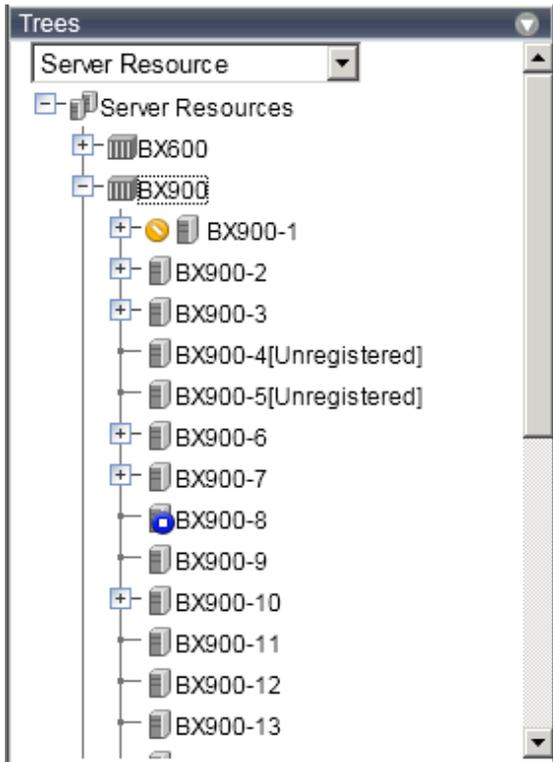 Trees
Server Resource
Server Resources
BX600
BX900
BX900-1
BX900-2
BX900-3
BX900-4[Unregistered]
BX900-5[Unregistered]
BX900-6
BX900-7
BX900-8
BX900-9
BX900-10
BX900-11
BX900-12
BX900-13